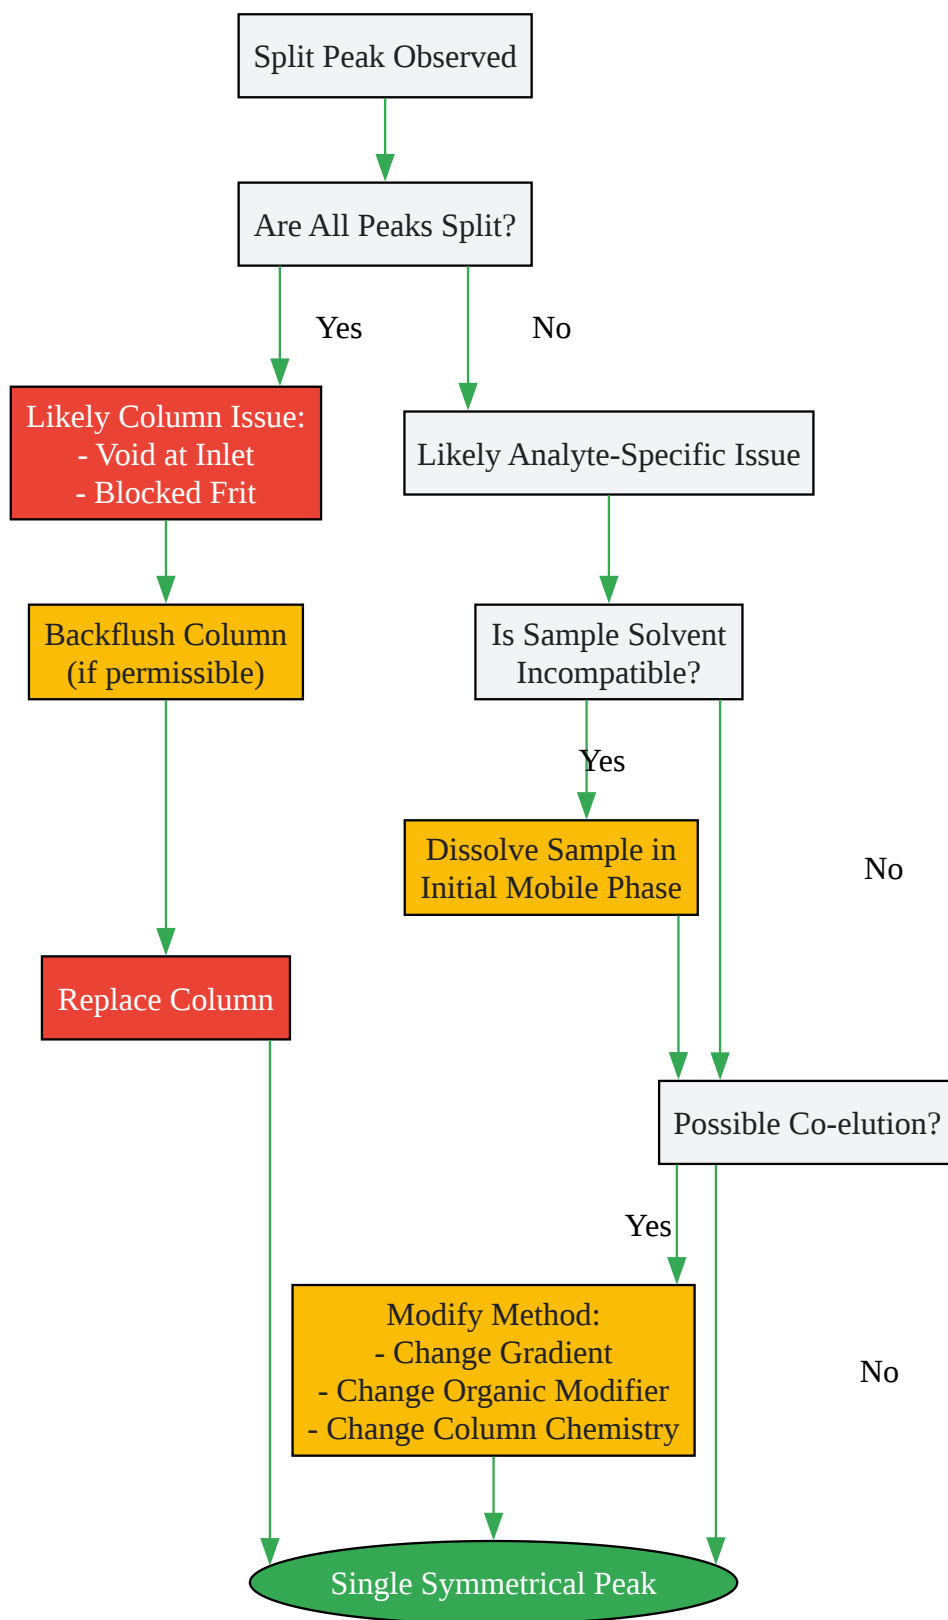 Split Peak Observed
Are All Peaks Split?
Yes
No
Likely Column Issue:
- Void at Inlet
- Blocked Frit
Likely Analyte-Specific Issue
Backflush Column
(if permissible)
Is Sample Solvent
Incompatible?
Yes
Dissolve Sample in
Initial Mobile Phase
No
Replace Column
Possible Co-elution?
Yes
Modify Method:
- Change Gradient
- Change Organic Modifier
- Change Column Chemistry
No
Single Symmetrical Peak